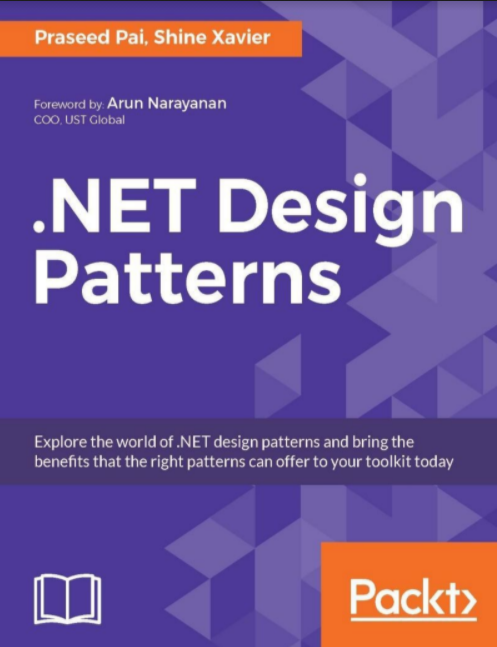 Praseed Pai, Shine Xavier
Foreword by: Arun Narayanan
COO, UST Global
.NET Design
Patterns
Explore the world of .NET design patterns and bring the
benefits that the right patterns can offer to your toolkit today
Packt>